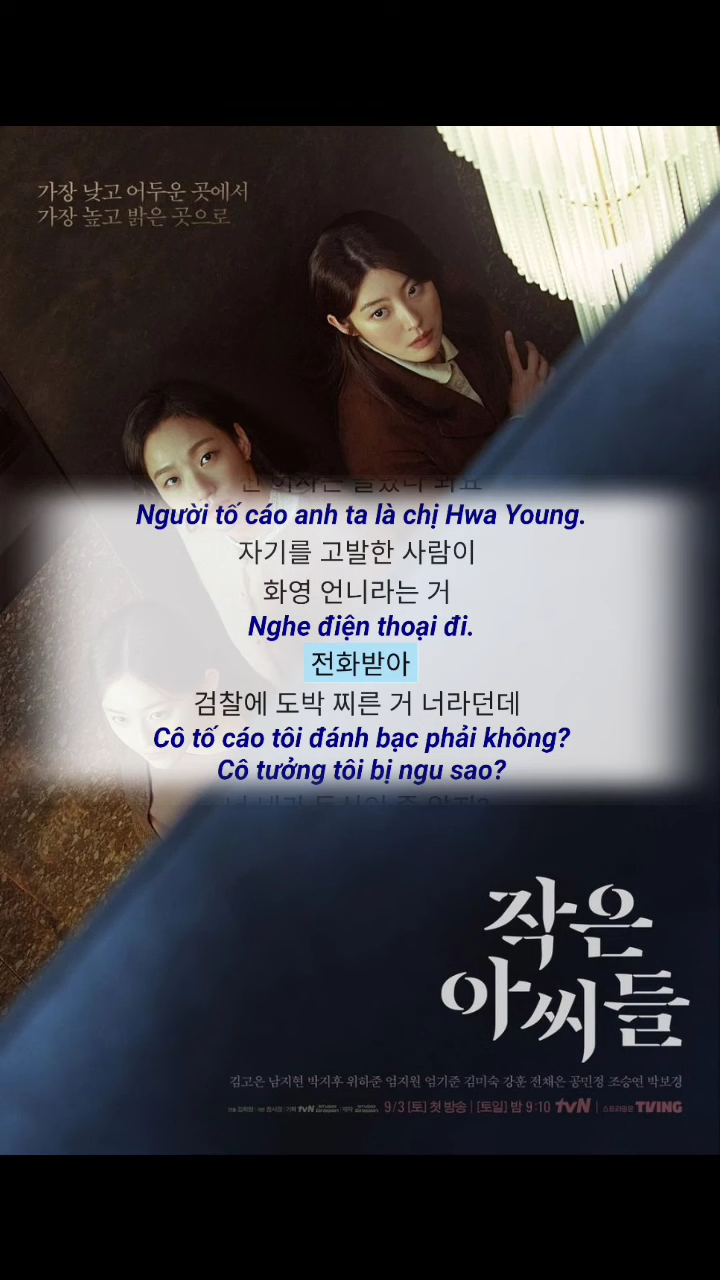 가장 낮고 어두운 곳에서
가장 높고 밝은 곳으로
Người tố cáo anh ta là chị Hwa Young.
자기를 고발한 사람이
화영 언니라는 거
Nghe điện thoại đi.
전화받아
검찰에 도박 찌른 거 너라던데
Cô tố cáo tôi đánh bạc phải không?
Cô tưởng tôi bị ngu sao?
작은
아씨들
김고은 남지현 박지후 위하준 엄지원 엄기준 김미숙 강훈 전채은 공민정 조승연 박보경
9/3 [토] 첫 방송 | [토일] 밤 9:10 tvN | 스트리밍은 TVING